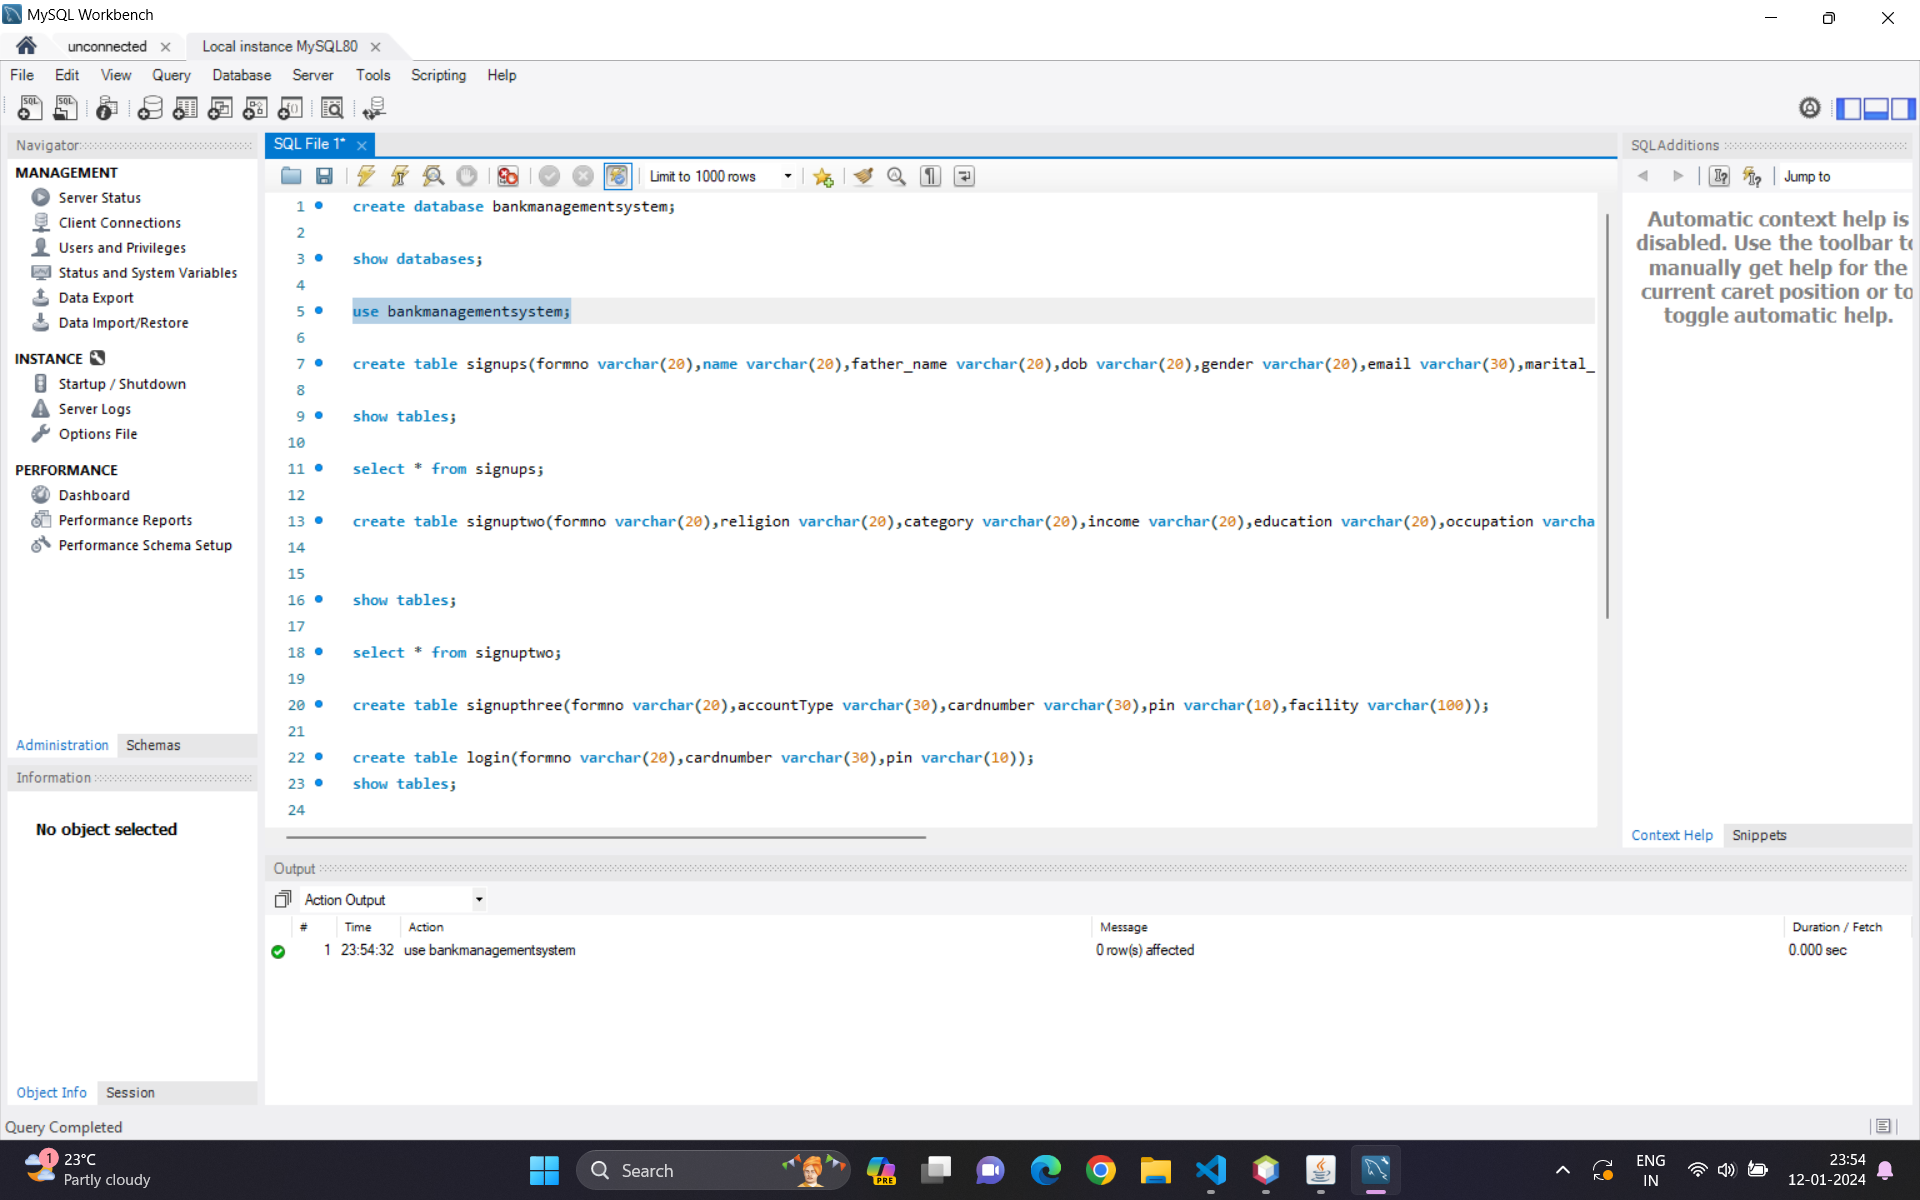 MySQL Workbench
unconnected
Local instance MySQL80
File Edit View Query Database Server Tools Scripting Help
Navigator
MANAGEMENT
Server Status
Client Connections
Users and Privileges
Status and System Variables
Data Export
Data Import/Restore
INSTANCE
Startup / Shutdown
Server Logs
Options File
PERFORMANCE
Dashboard
Performance Reports
Performance Schema Setup
Administration Schemas
Information
No object selected
Object Info Session
SQL File 1*
Limit to 1000 rows
1 create database bankmanagementsystem;
2
3 show databases;
4
5 use bankmanagementsystem;
6
7 create table signups(formno varchar(20),name varchar(20),father_name varchar(20),dob varchar(20),gender varchar(20),email varchar(30),marital_
8
9 show tables;
10
11 select * from signups;
12
13 create table signuptwo(formno varchar(20),religion varchar(20),category varchar(20),income varchar(20),education varchar(20),occupation varcha
14
15
16 show tables;
17
18 select * from signuptwo;
19
20 create table signupthree(formno varchar(20),accountType varchar(30),cardnumber varchar(30),pin varchar(10),facility varchar(100));
21
22 create table login(formno varchar(20),cardnumber varchar(30),pin varchar(10));
23 show tables;
24
SQLAdditions
Jump to
Automatic context help is
disabled. Use the toolbar to
manually get help for the
current caret position or to
toggle automatic help.
Context Help Snippets
Output
Action Output
# Time Action Message Duration / Fetch
1 23:54:32 use bankmanagementsystem 0 row(s) affected 0.000 sec
Query Completed
1
23°C
Partly cloudy
Search
PRE
ENG
IN
23:54
12-01-2024